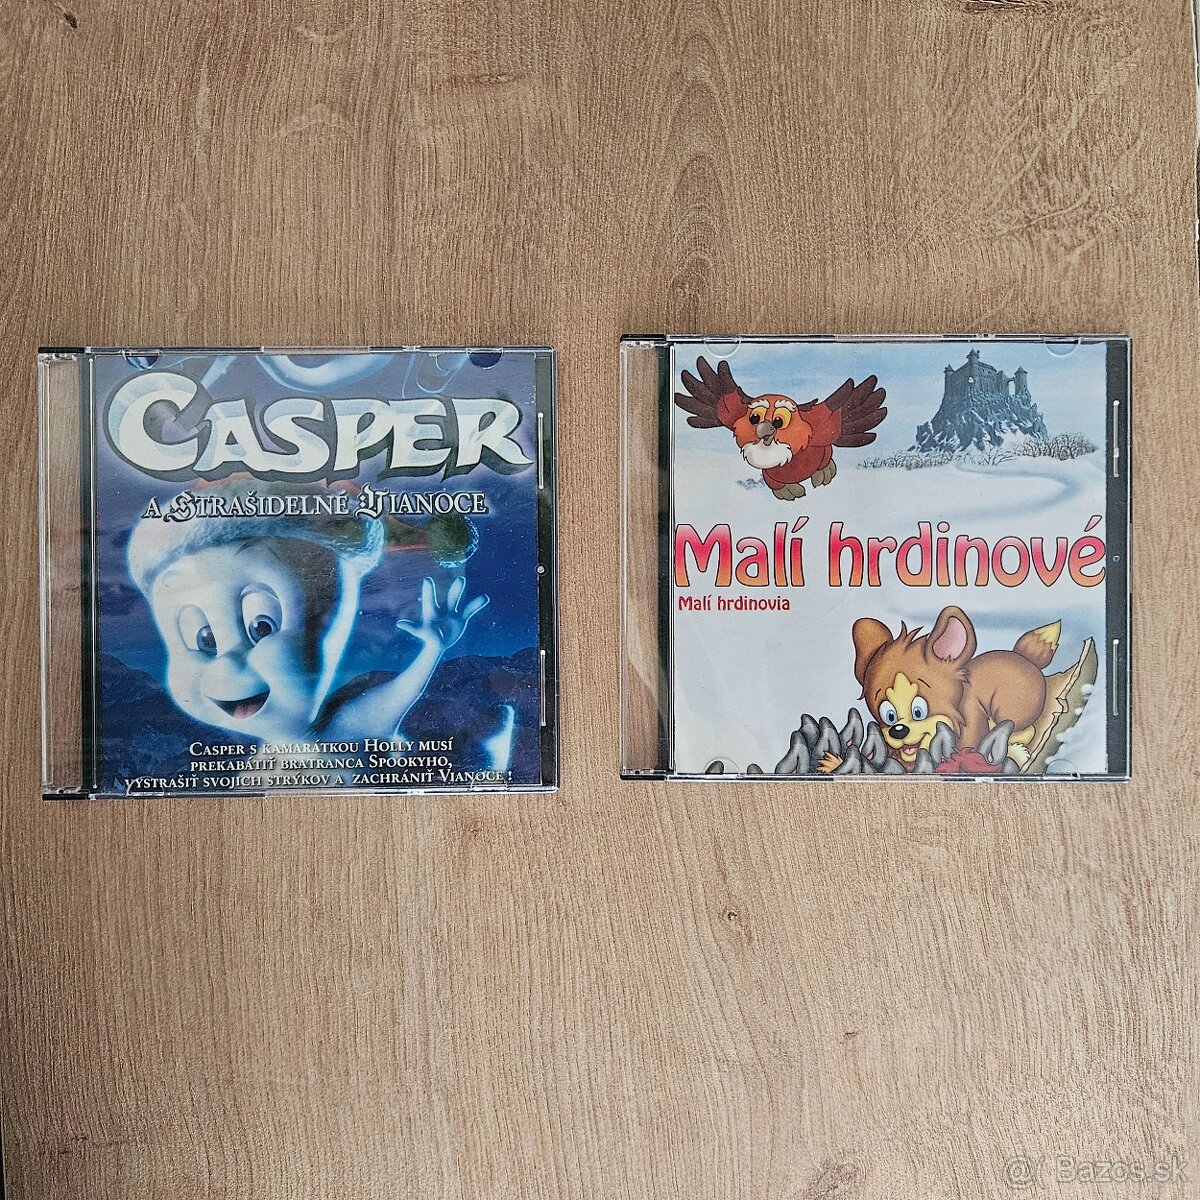 CASPER
A STRAŠIDELNÉ VIANOCE
CASPER S KAMARÁTKOU HOLLY MUSÍ
PREKABÁTIŤ BRATRANCA SPOOKYHO,
VYSTRAŠIŤ SVOJICH STRÝKOV A ZACHRÁNIŤ VIANOCE !
Malí hrdinové
Malí hrdinovia
@( Bazos.sk